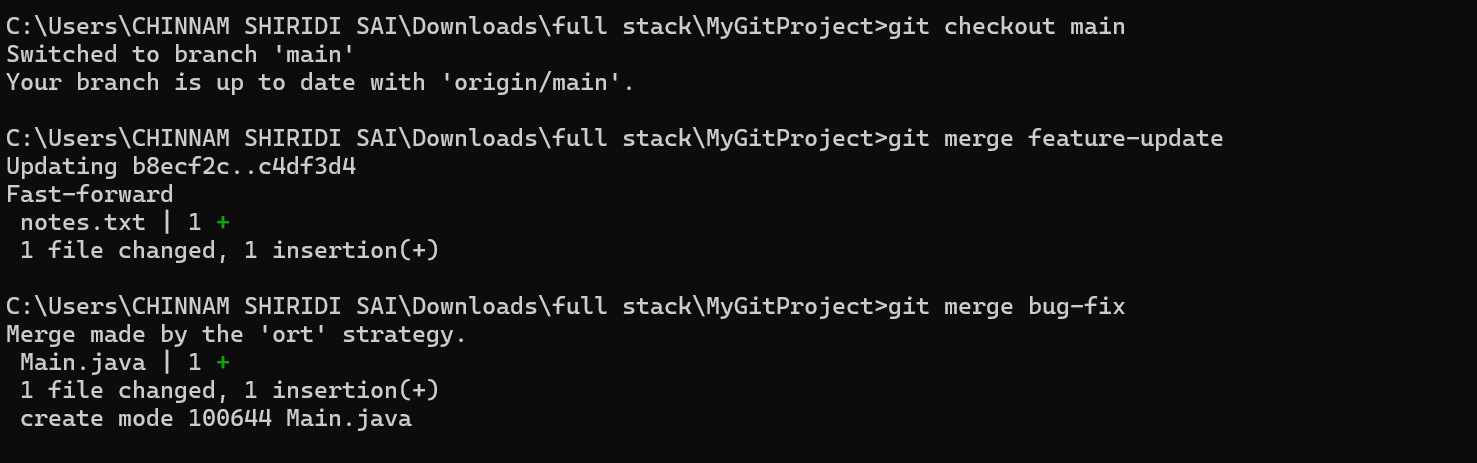 C:\Users\CHINNAM SHIRIDI SAI\Downloads\full stack\MyGitProject>git checkout main
Switched to branch 'main'
Your branch is up to date with 'origin/main'.
C:\Users\CHINNAM SHIRIDI SAI\Downloads\full stack\MyGitProject>git merge feature-update
Updating b8ecf2c..c4df3d4
Fast-forward
 notes.txt | 1 +
 1 file changed, 1 insertion(+)
C:\Users\CHINNAM SHIRIDI SAI\Downloads\full stack\MyGitProject>git merge bug-fix
Merge made by the 'ort' strategy.
 Main.java | 1 +
 1 file changed, 1 insertion(+)
 create mode 100644 Main.java